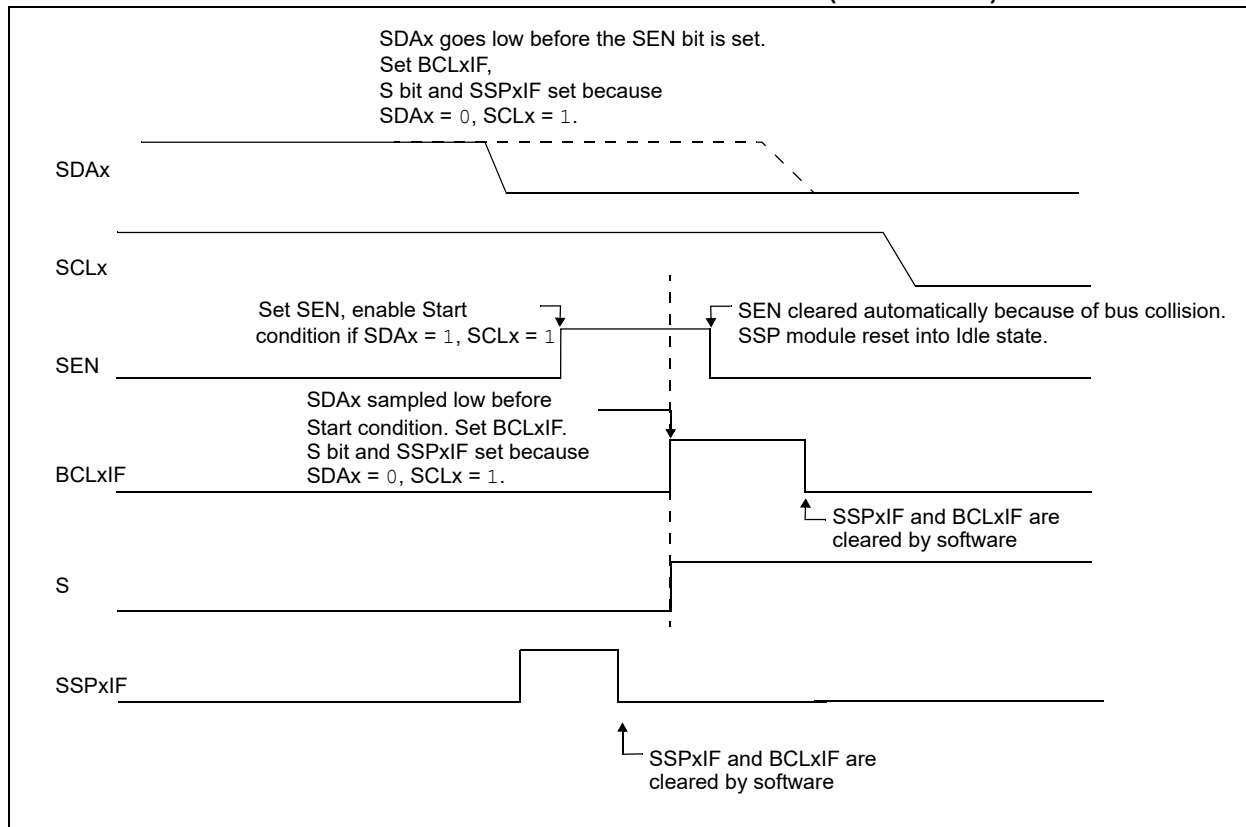 SDAx goes low before the SEN bit is set.
Set BCLxIF,
S bit and SSPxIF set because
SDAx = 0, SCLx = 1.
SDAx
SCLx
Set SEN, enable Start
condition if SDAx = 1, SCLx = 1
SEN cleared automatically because of bus collision.
SSP module reset into Idle state.
SEN
SDAx sampled low before
Start condition. Set BCLxIF.
S bit and SSPxIF set because
SDAx = 0, SCLx = 1.
BCLxIF
SSPxIF and BCLxIF are
cleared by software
S
SSPxIF
SSPxIF and BCLxIF are
cleared by software